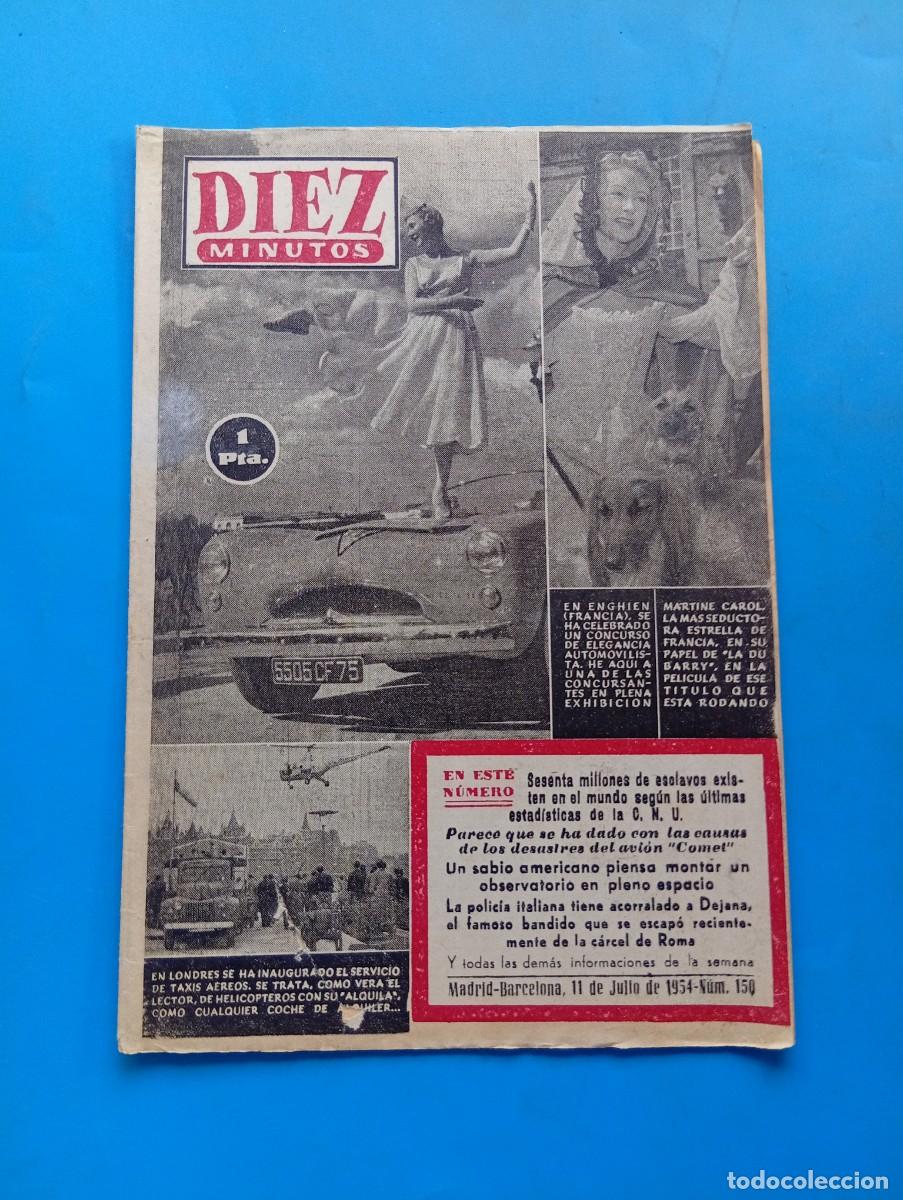 DIEZ
MINUTOS
1
Pta.
5505 CF 75
EN ENGHIEN
(FRANCIA), SE
HA CELEBRADO
UN CONCURSO
DE ELEGANCIA
AUTOMOVILIS-
TA. HE AQUI A
UNA DE LAS
CONCURSAN-
TES EN PLENA
EXHIBICION
MARTINE CAROL,
LA MAS SEDUCTO-
RA ESTRELLA DE
FRANCIA, EN SU
PAPEL DE "LA DU
BARRY", EN LA
PELICULA DE ESE
TITULO QUE
ESTA RODANDO
EN LONDRES SE HA INAUGURADO EL SERVICIO
DE TAXIS AÉREOS. SE TRATA, COMO VERA EL
LECTOR, DE HELICOPTEROS CON SU "ALQUILA",
COMO CUALQUIER COCHE DE ALQUILER...
EN ESTE
NÚMERO
Sesenta millones de esclavos exis-
ten en el mundo según las últimas
estadísticas de la O. N. U.
Parece que se ha dado con las causas
de los desastres del avión "Comet"
Un sabio americano piensa montar un
observatorio en pleno espacio
La policía italiana tiene acorralado a Dejana,
el famoso bandido que se escapó reciente-
mente de la cárcel de Roma
Y todas las demás informaciones de la semana
Madrid-Barcelona, 11 de Julio de 1954-Núm. 150
todocoleccion